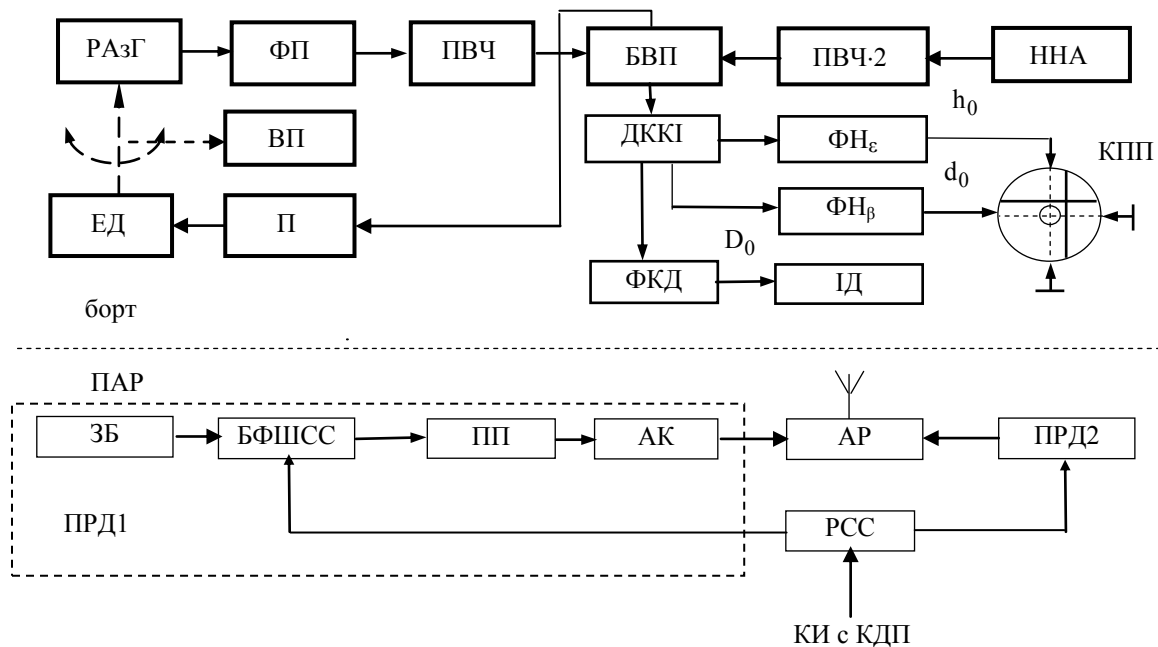 РАзГ
ФП
ПВЧ
БВП
ПВЧ·2
ННА
h₀
ВП
ДККІ
ФНε
КПП
d₀
ЕД
П
ФНβ
D₀
ФКД
ІД
борт
ПАР
ЗБ
БФШСС
ПП
АК
АР
ПРД2
ПРД1
РСС
КИ с КДП